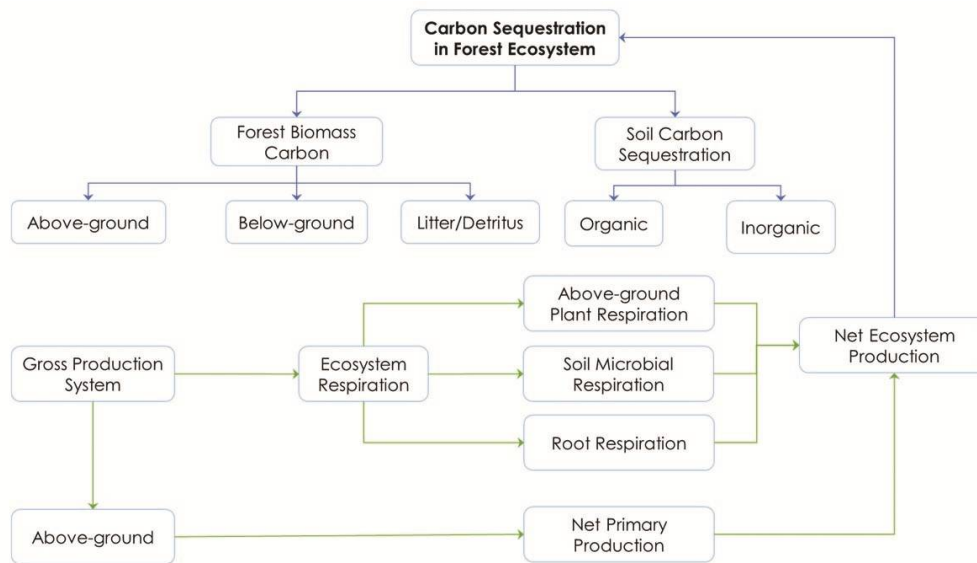 Carbon Sequestration
in Forest Ecosystem
Forest Biomass
Carbon
Soil Carbon
Sequestration
Above-ground
Below-ground
Litter/Detritus
Organic
Inorganic
Above-ground
Plant Respiration
Gross Production
System
Ecosystem
Respiration
Soil Microbial
Respiration
Net Ecosystem
Production
Root Respiration
Above-ground
Net Primary
Production